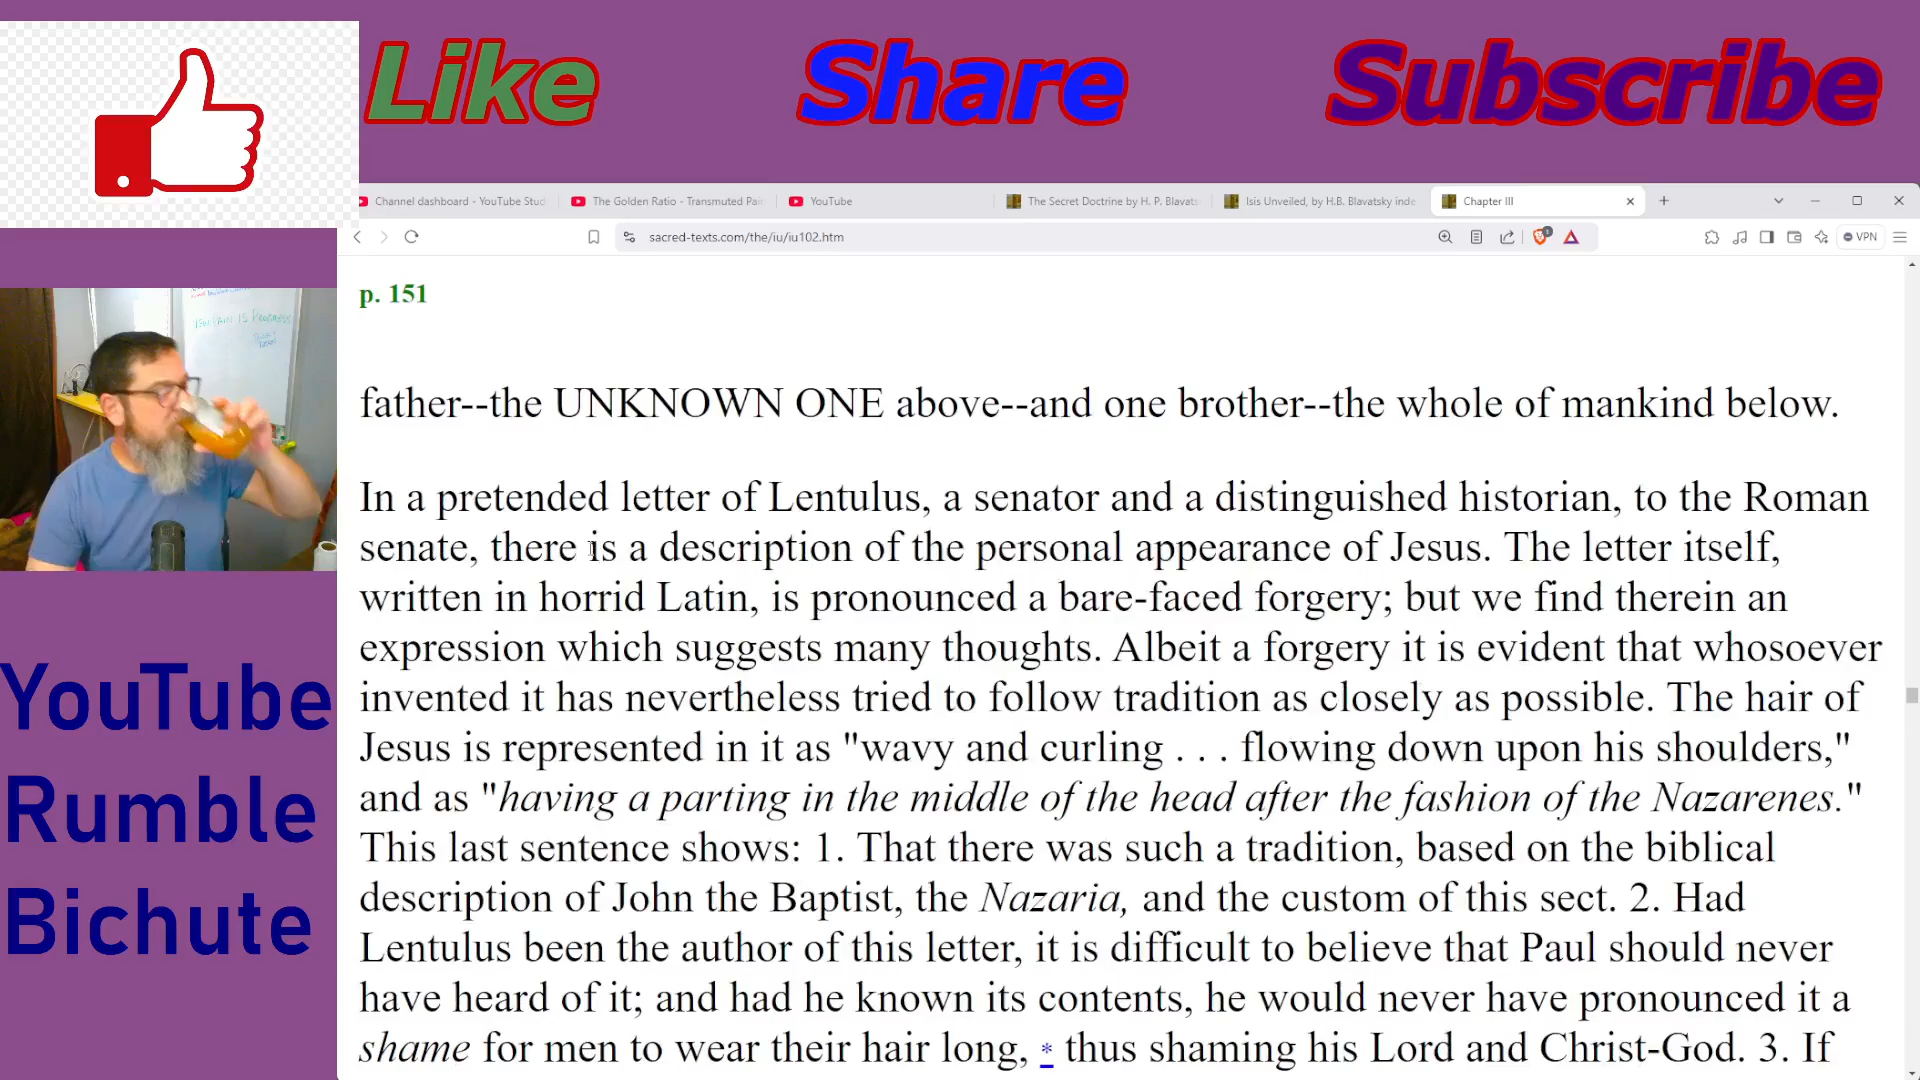 Like Share Subscribe
Channel dashboard - YouTube Stud
The Golden Ratio - Transmuted Pai
YouTube
The Secret Doctrine by H. P. Blavats
Isis Unveiled, by H.B. Blavatsky inde
Chapter III
sacred-texts.com/the/iu/iu102.htm
1
VPN
p. 151
father--the UNKNOWN ONE above--and one brother--the whole of mankind below.
In a pretended letter of Lentulus, a senator and a distinguished historian, to the Roman
senate, there is a description of the personal appearance of Jesus. The letter itself,
written in horrid Latin, is pronounced a bare-faced forgery; but we find therein an
expression which suggests many thoughts. Albeit a forgery it is evident that whosoever
invented it has nevertheless tried to follow tradition as closely as possible. The hair of
Jesus is represented in it as "wavy and curling . . . flowing down upon his shoulders,"
and as "having a parting in the middle of the head after the fashion of the Nazarenes."
This last sentence shows: 1. That there was such a tradition, based on the biblical
description of John the Baptist, the Nazaria, and the custom of this sect. 2. Had
Lentulus been the author of this letter, it is difficult to believe that Paul should never
have heard of it; and had he known its contents, he would never have pronounced it a
shame for men to wear their hair long, * thus shaming his Lord and Christ-God. 3. If
YouTube
Rumble
Bichute